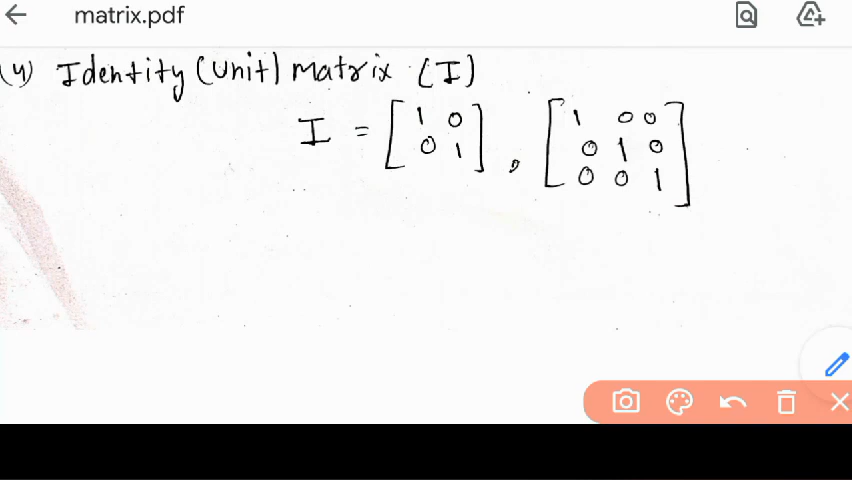 matrix.pdf
(4) Identity (Unit) matrix (I)
I = [1 0
0 1], [1 0 0
0 1 0
0 0 1]